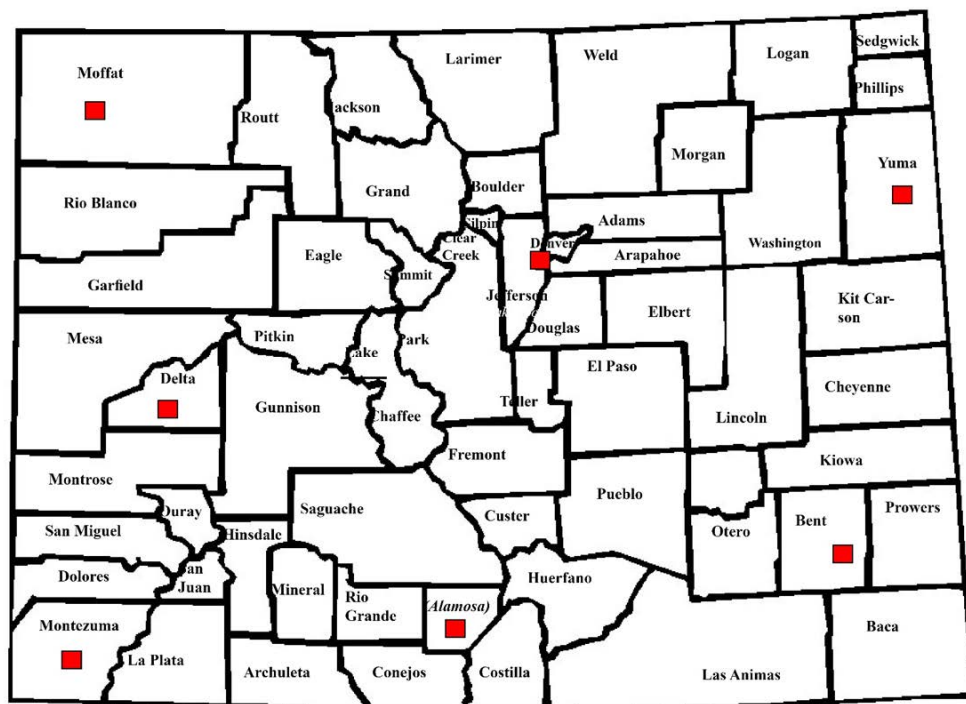 Sedgwick
Larimer
Weld
Logan
Moffat
Phillips
Jackson
Routt
Morgan
Yuma
Grand
Boulder
Rio Blanco
Gilpin
Adams
Denver
Washington
Clear
Creek
Eagle
Arapahoe
Summit
Garfield
Jefferson
Kit Car-
son
Elbert
Douglas
Mesa
Pitkin
Park
Lake
El Paso
Delta
Cheyenne
Teller
Gunnison
Chaffee
Lincoln
Fremont
Kiowa
Montrose
Pueblo
Saguache
Ouray
Custer
Prowers
Bent
San Miguel
Otero
Hinsdale
San
Juan
Dolores
Huerfano
Mineral
Rio
Grande
(Alamosa)
Montezuma
Baca
La Plata
Archuleta
Conejos
Costilla
Las Animas